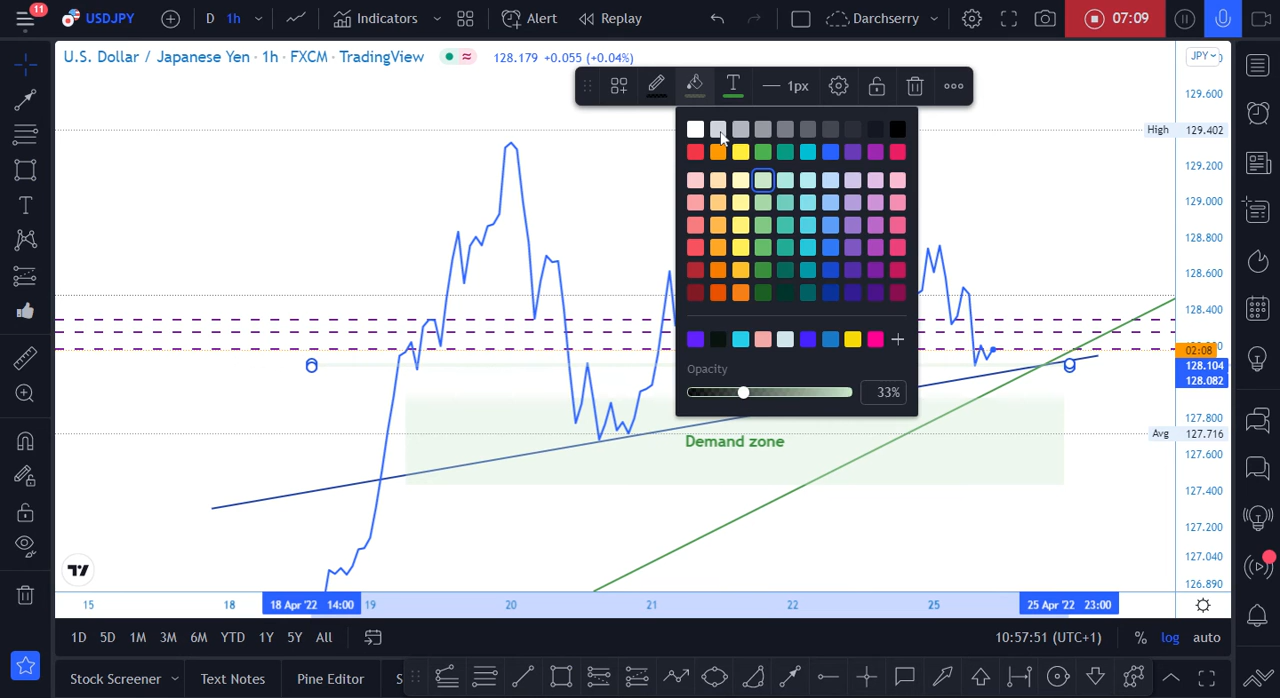 11
USDJPY
D 1h
Indicators
Alert
Replay
Darchserry
07:09
U.S. Dollar / Japanese Yen · 1h · FXCM · TradingView
128.179 +0.055 (+0.04%)
T
1px
JPY
129.600
High 129.402
129.200
129.000
128.800
128.600
128.400
02:08
128.104
128.082
127.800
Avg 127.716
127.600
127.400
127.200
127.040
126.890
Opacity
33%
Demand zone
15
18
18 Apr '22 14:00
19
20
21
22
25
25 Apr '22 23:00
1D 5D 1M 3M 6M YTD 1Y 5Y All
10:57:51 (UTC+1)
% log auto
Stock Screener
Text Notes
Pine Editor
S